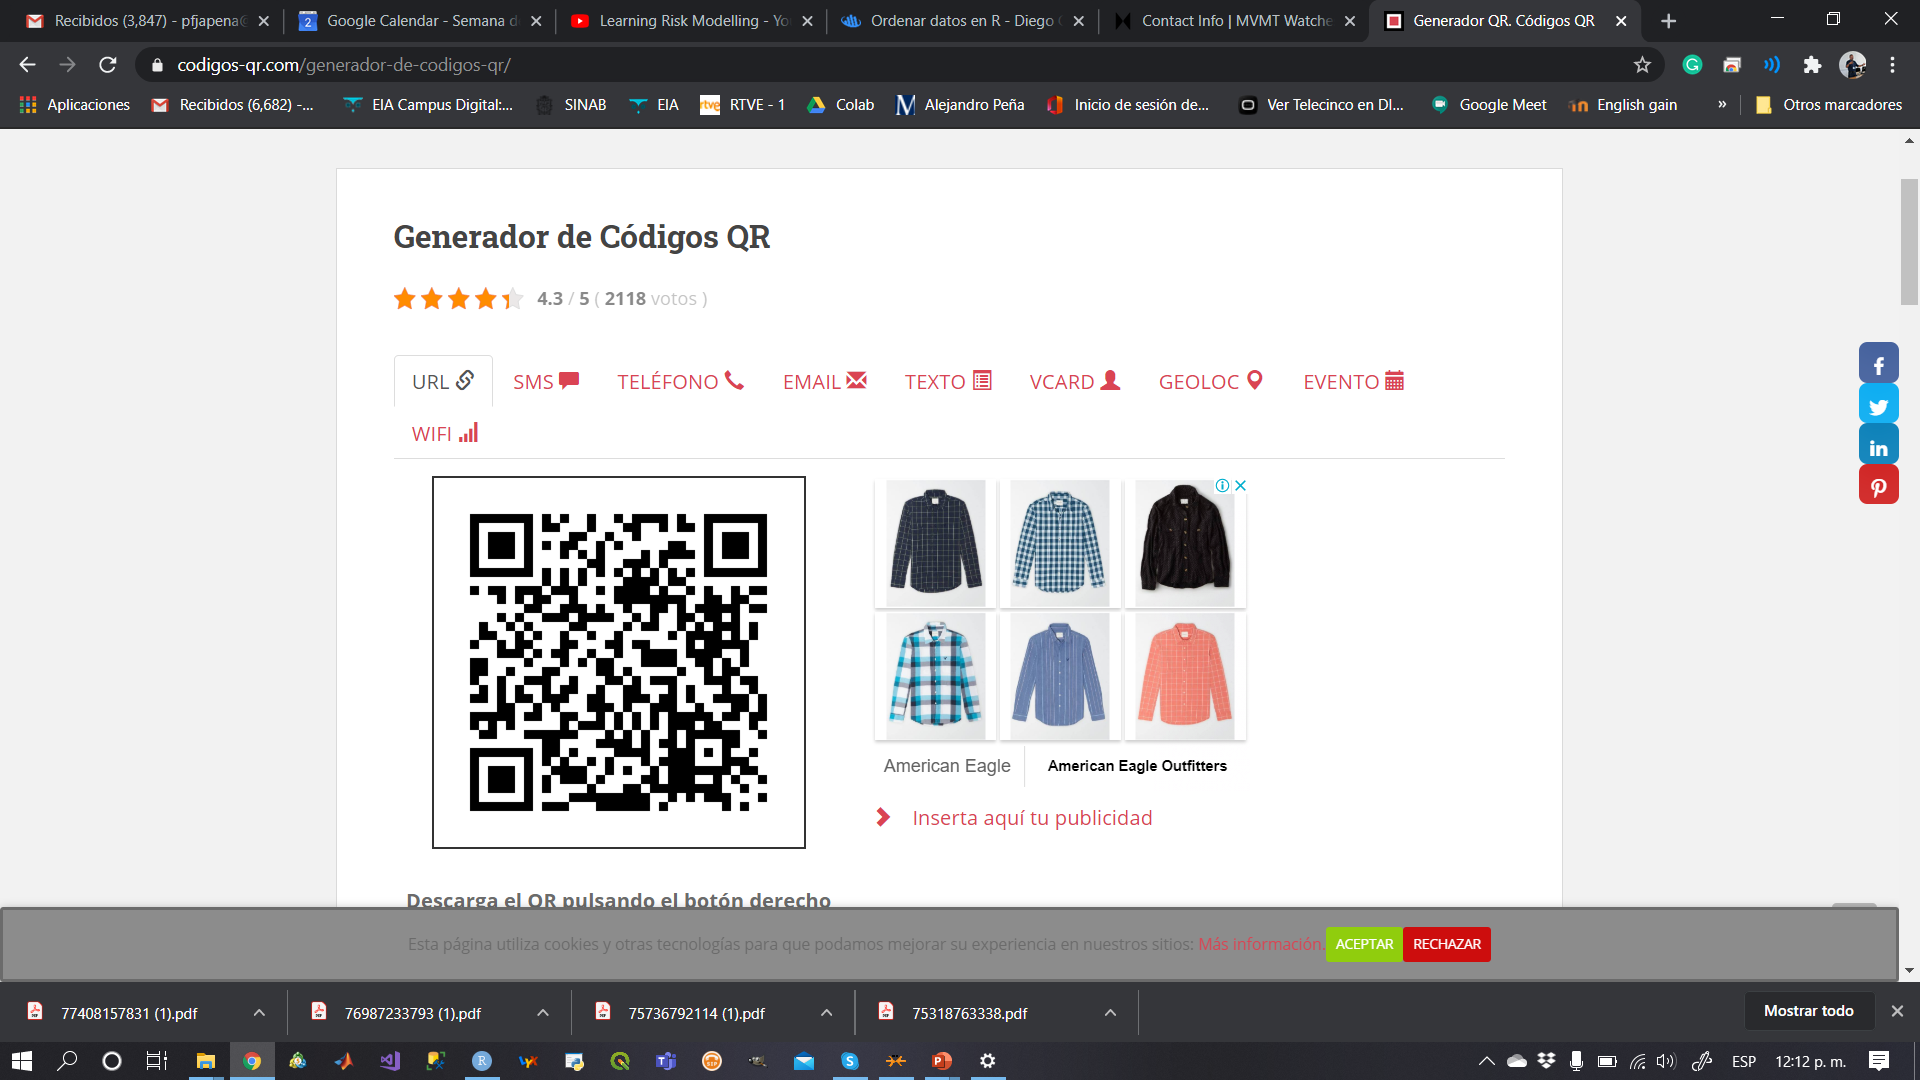 Recibidos (3,847) - pfjapena@
Google Calendar - Semana d
Learning Risk Modelling - Yo
Ordenar datos en R - Diego
Contact Info | MVMT Watche
Generador QR. Códigos QR
codigos-qr.com/generador-de-codigos-qr/
Aplicaciones
Recibidos (6,682) -...
EIA Campus Digital:...
SINAB
EIA
rtve
RTVE - 1
Colab
Alejandro Peña
Inicio de sesión de...
Ver Telecinco en DI...
Google Meet
English gain
»
Otros marcadores
Generador de Códigos QR
4.3 / 5 ( 2118 votos )
URL
SMS
TELÉFONO
EMAIL
TEXTO
VCARD
GEOLOC
EVENTO
WIFI
American Eagle
American Eagle Outfitters
Inserta aquí tu publicidad
Descarga el QR pulsando el botón derecho
Esta página utiliza cookies y otras tecnologías para que podamos mejorar su experiencia en nuestros sitios: Más información.
ACEPTAR
RECHAZAR
77408157831 (1).pdf
76987233793 (1).pdf
75736792114 (1).pdf
75318763338.pdf
Mostrar todo
ESP
12:12 p. m.